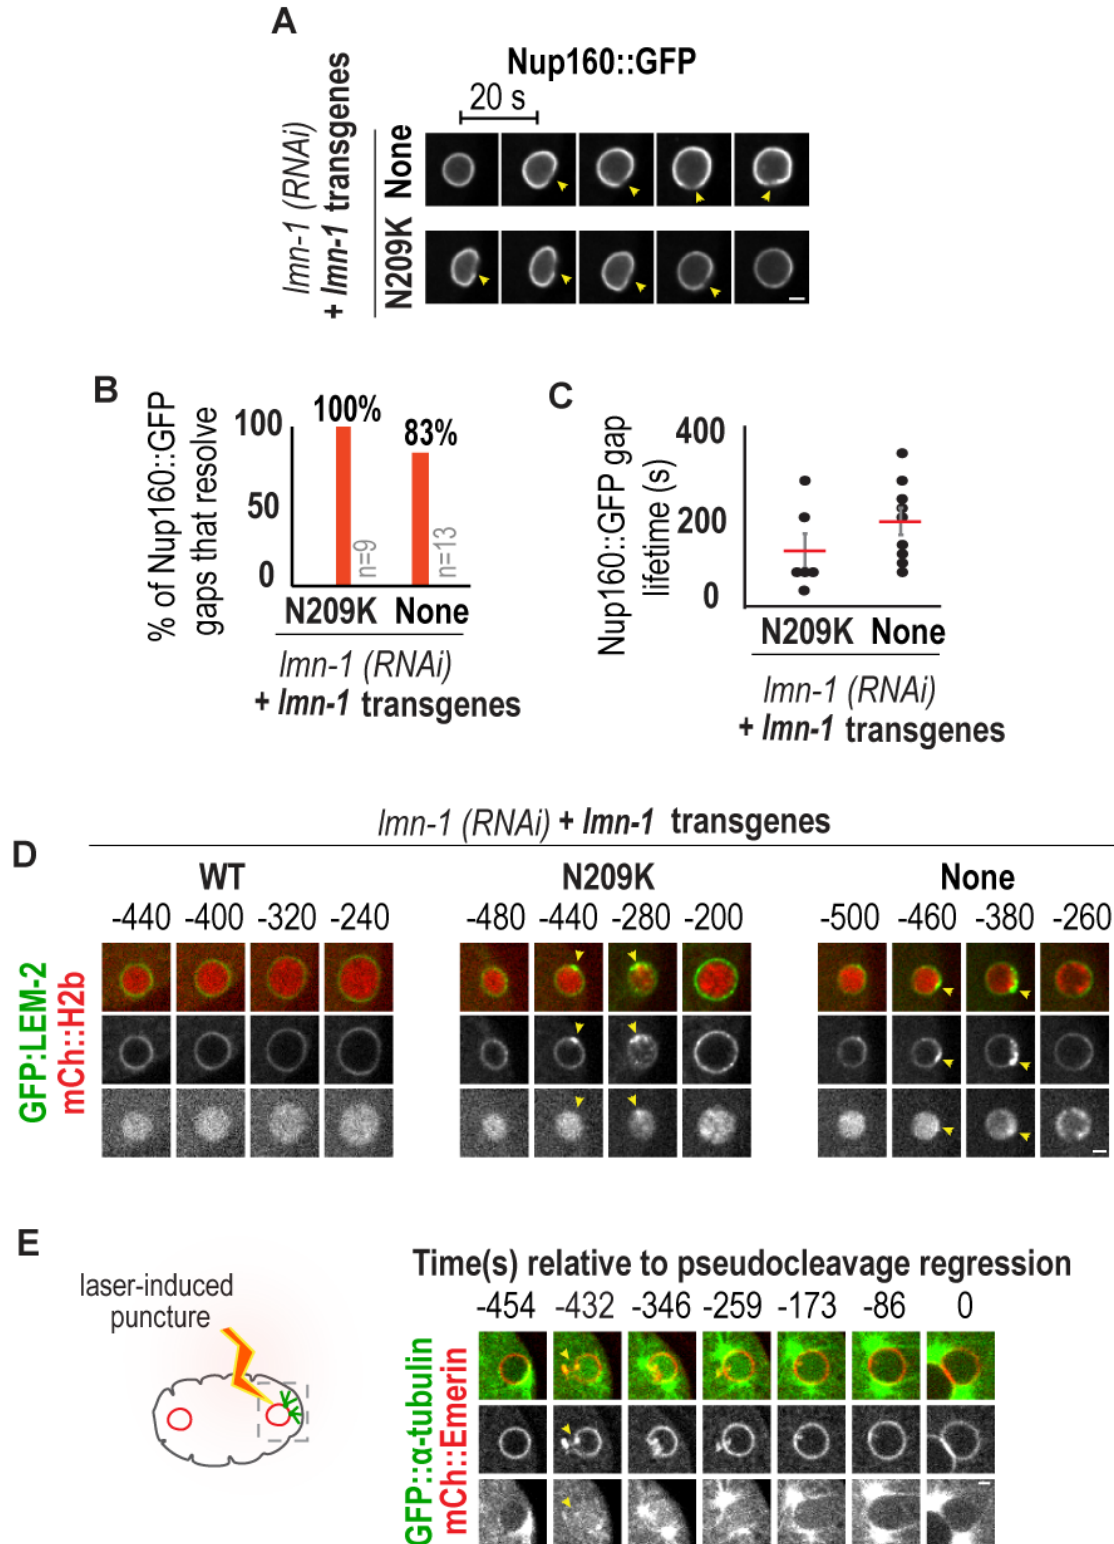 A
Nup160::GFP
20 s
lmn-1 (RNAi)
+ lmn-1 transgenes
None
N209K
B
% of Nup160::GFP
gaps that resolve
100
50
0
100%
83%
n=9
n=13
N209K None
lmn-1 (RNAi)
+ lmn-1 transgenes
C
Nup160::GFP gap
lifetime (s)
400
200
0
N209K None
lmn-1 (RNAi)
+ lmn-1 transgenes
lmn-1 (RNAi) + lmn-1 transgenes
D
WT N209K None
-440 -400 -320 -240 -480 -440 -280 -200 -500 -460 -380 -260
GFP:LEM-2
mCh::H2b
E
laser-induced
puncture
Time(s) relative to pseudocleavage regression
-454 -432 -346 -259 -173 -86 0
GFP::α-tubulin
mCh::Emerin